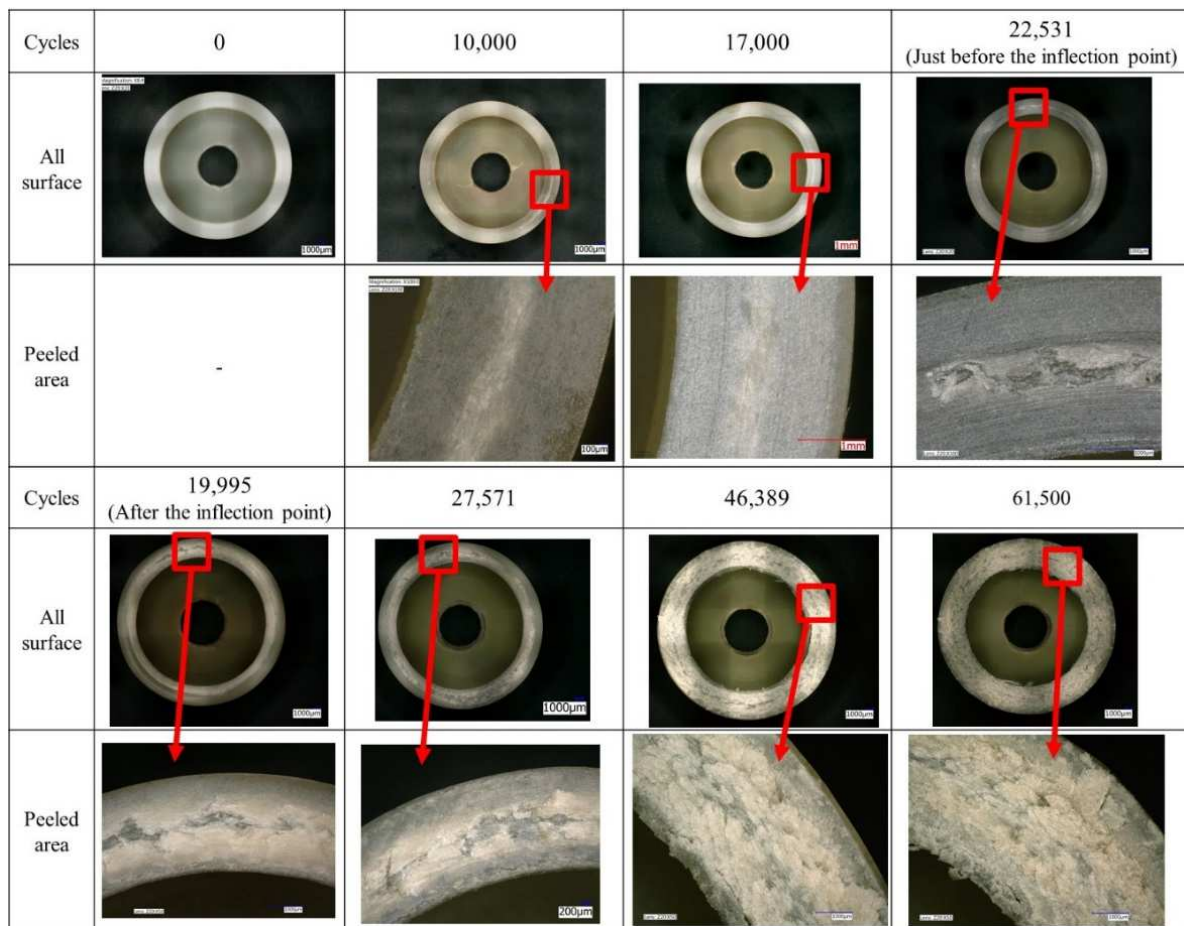 Cycles 0 10,000 17,000 22,531
(Just before the inflection point)
All
surface
1000μm 1000μm 1mm
Peeled
area
-
100μm 1mm
Cycles 19,995 27,571 46,389 61,500
(After the inflection point)
All
surface
1000μm 1000μm 1000μm 1000μm
Peeled
area
200μm 1000μm